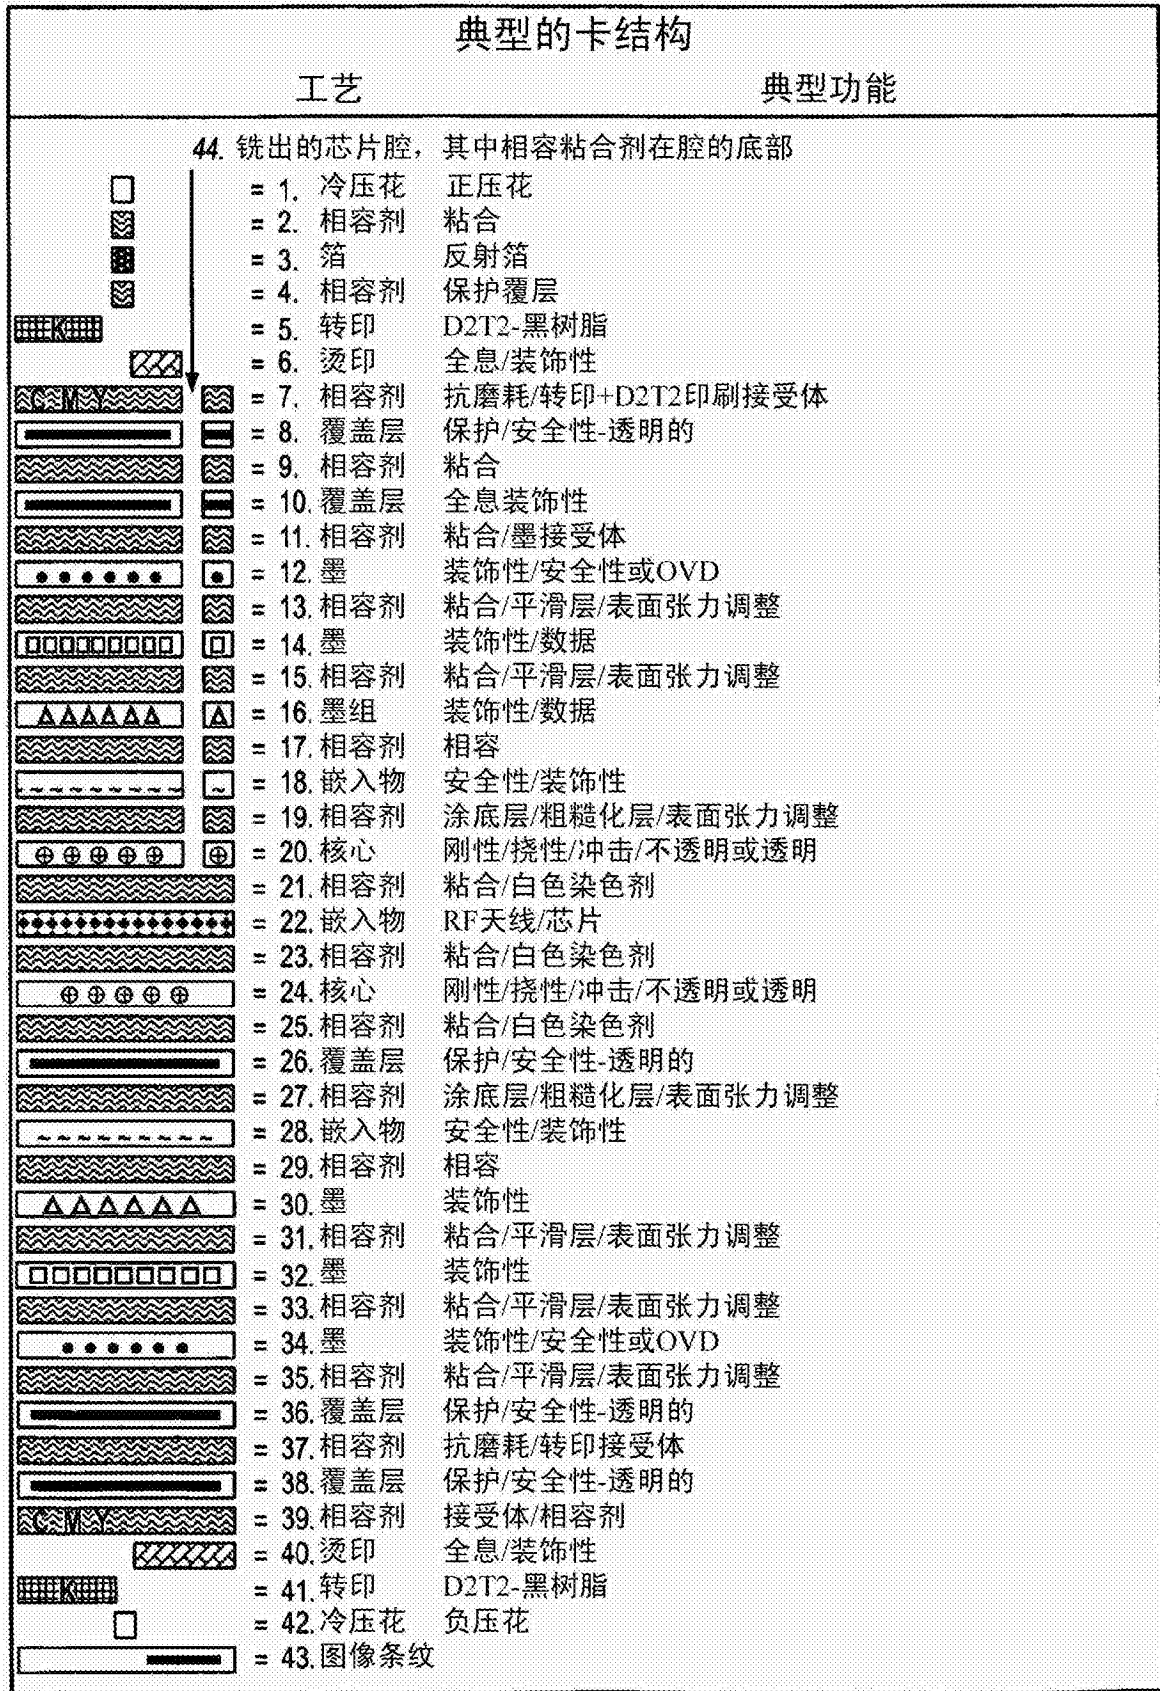 典型的卡结构
工艺 典型功能
44. 铣出的芯片腔，其中相容粘合剂在腔的底部
= 1. 冷压花 正压花
= 2. 相容剂 粘合
= 3. 箔 反射箔
= 4. 相容剂 保护覆层
K = 5. 转印 D2T2-黑树脂
= 6. 烫印 全息/装饰性
C M Y = 7. 相容剂 抗磨耗/转印+D2T2印刷接受体
= 8. 覆盖层 保护/安全性-透明的
= 9. 相容剂 粘合
= 10. 覆盖层 全息装饰性
= 11. 相容剂 粘合/墨接受体
= 12. 墨 装饰性/安全性或OVD
= 13. 相容剂 粘合/平滑层/表面张力调整
= 14. 墨 装饰性/数据
= 15. 相容剂 粘合/平滑层/表面张力调整
= 16. 墨组 装饰性/数据
= 17. 相容剂 相容
= 18. 嵌入物 安全性/装饰性
= 19. 相容剂 涂底层/粗糙化层/表面张力调整
= 20. 核心 刚性/挠性/冲击/不透明或透明
= 21. 相容剂 粘合/白色染色剂
= 22. 嵌入物 RF天线/芯片
= 23. 相容剂 粘合/白色染色剂
= 24. 核心 刚性/挠性/冲击/不透明或透明
= 25. 相容剂 粘合/白色染色剂
= 26. 覆盖层 保护/安全性-透明的
= 27. 相容剂 涂底层/粗糙化层/表面张力调整
= 28. 嵌入物 安全性/装饰性
= 29. 相容剂 相容
= 30. 墨 装饰性
= 31. 相容剂 粘合/平滑层/表面张力调整
= 32. 墨 装饰性
= 33. 相容剂 粘合/平滑层/表面张力调整
= 34. 墨 装饰性/安全性或OVD
= 35. 相容剂 粘合/平滑层/表面张力调整
= 36. 覆盖层 保护/安全性-透明的
= 37. 相容剂 抗磨耗/转印接受体
= 38. 覆盖层 保护/安全性-透明的
C M Y = 39. 相容剂 接受体/相容剂
= 40. 烫印 全息/装饰性
K = 41. 转印 D2T2-黑树脂
= 42. 冷压花 负压花
= 43. 图像条纹